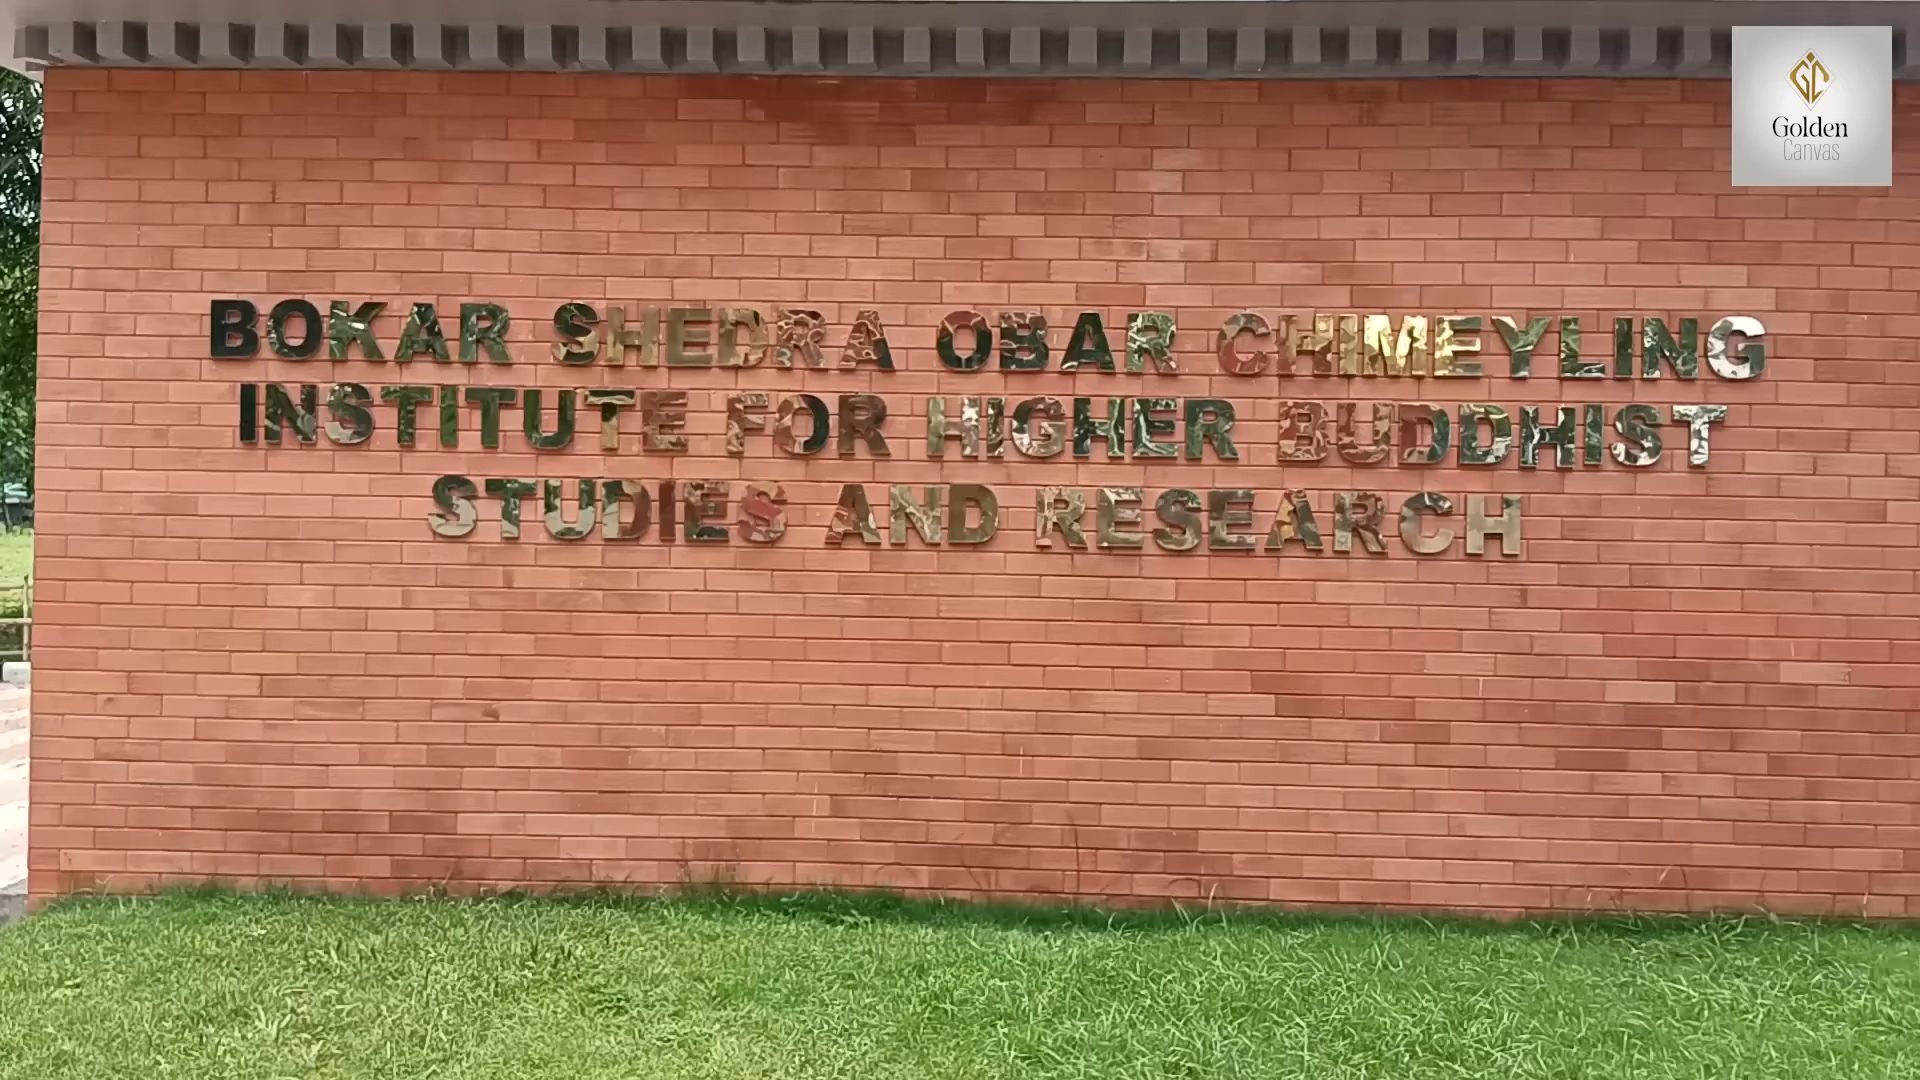 Golden
Canvas
BOKAR SHEDRA OBAR CHIMEYLING
INSTITUTE FOR HIGHER BUDDHIST
STUDIES AND RESEARCH